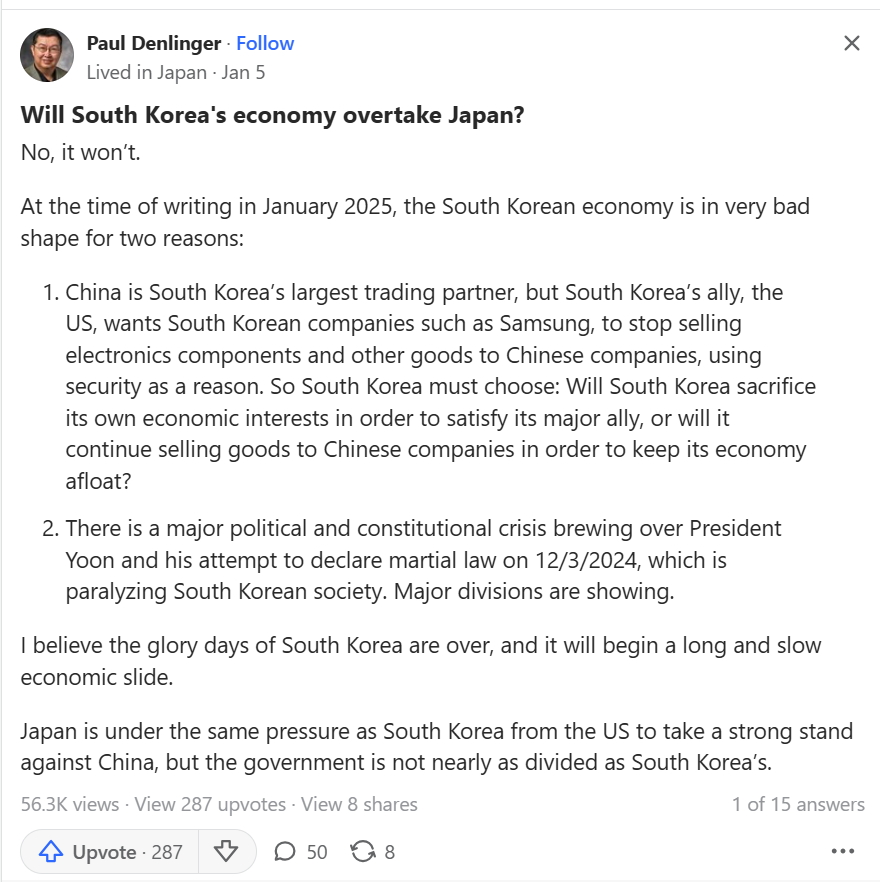 Paul Denlinger · Follow
Lived in Japan · Jan 5
Will South Korea's economy overtake Japan?
No, it won’t.
At the time of writing in January 2025, the South Korean economy is in very bad
shape for two reasons:
1. China is South Korea’s largest trading partner, but South Korea’s ally, the
US, wants South Korean companies such as Samsung, to stop selling
electronics components and other goods to Chinese companies, using
security as a reason. So South Korea must choose: Will South Korea sacrifice
its own economic interests in order to satisfy its major ally, or will it
continue selling goods to Chinese companies in order to keep its economy
afloat?
2. There is a major political and constitutional crisis brewing over President
Yoon and his attempt to declare martial law on 12/3/2024, which is
paralyzing South Korean society. Major divisions are showing.
I believe the glory days of South Korea are over, and it will begin a long and slow
economic slide.
Japan is under the same pressure as South Korea from the US to take a strong stand
against China, but the government is not nearly as divided as South Korea’s.
56.3K views · View 287 upvotes · View 8 shares 1 of 15 answers
Upvote · 287 50 8